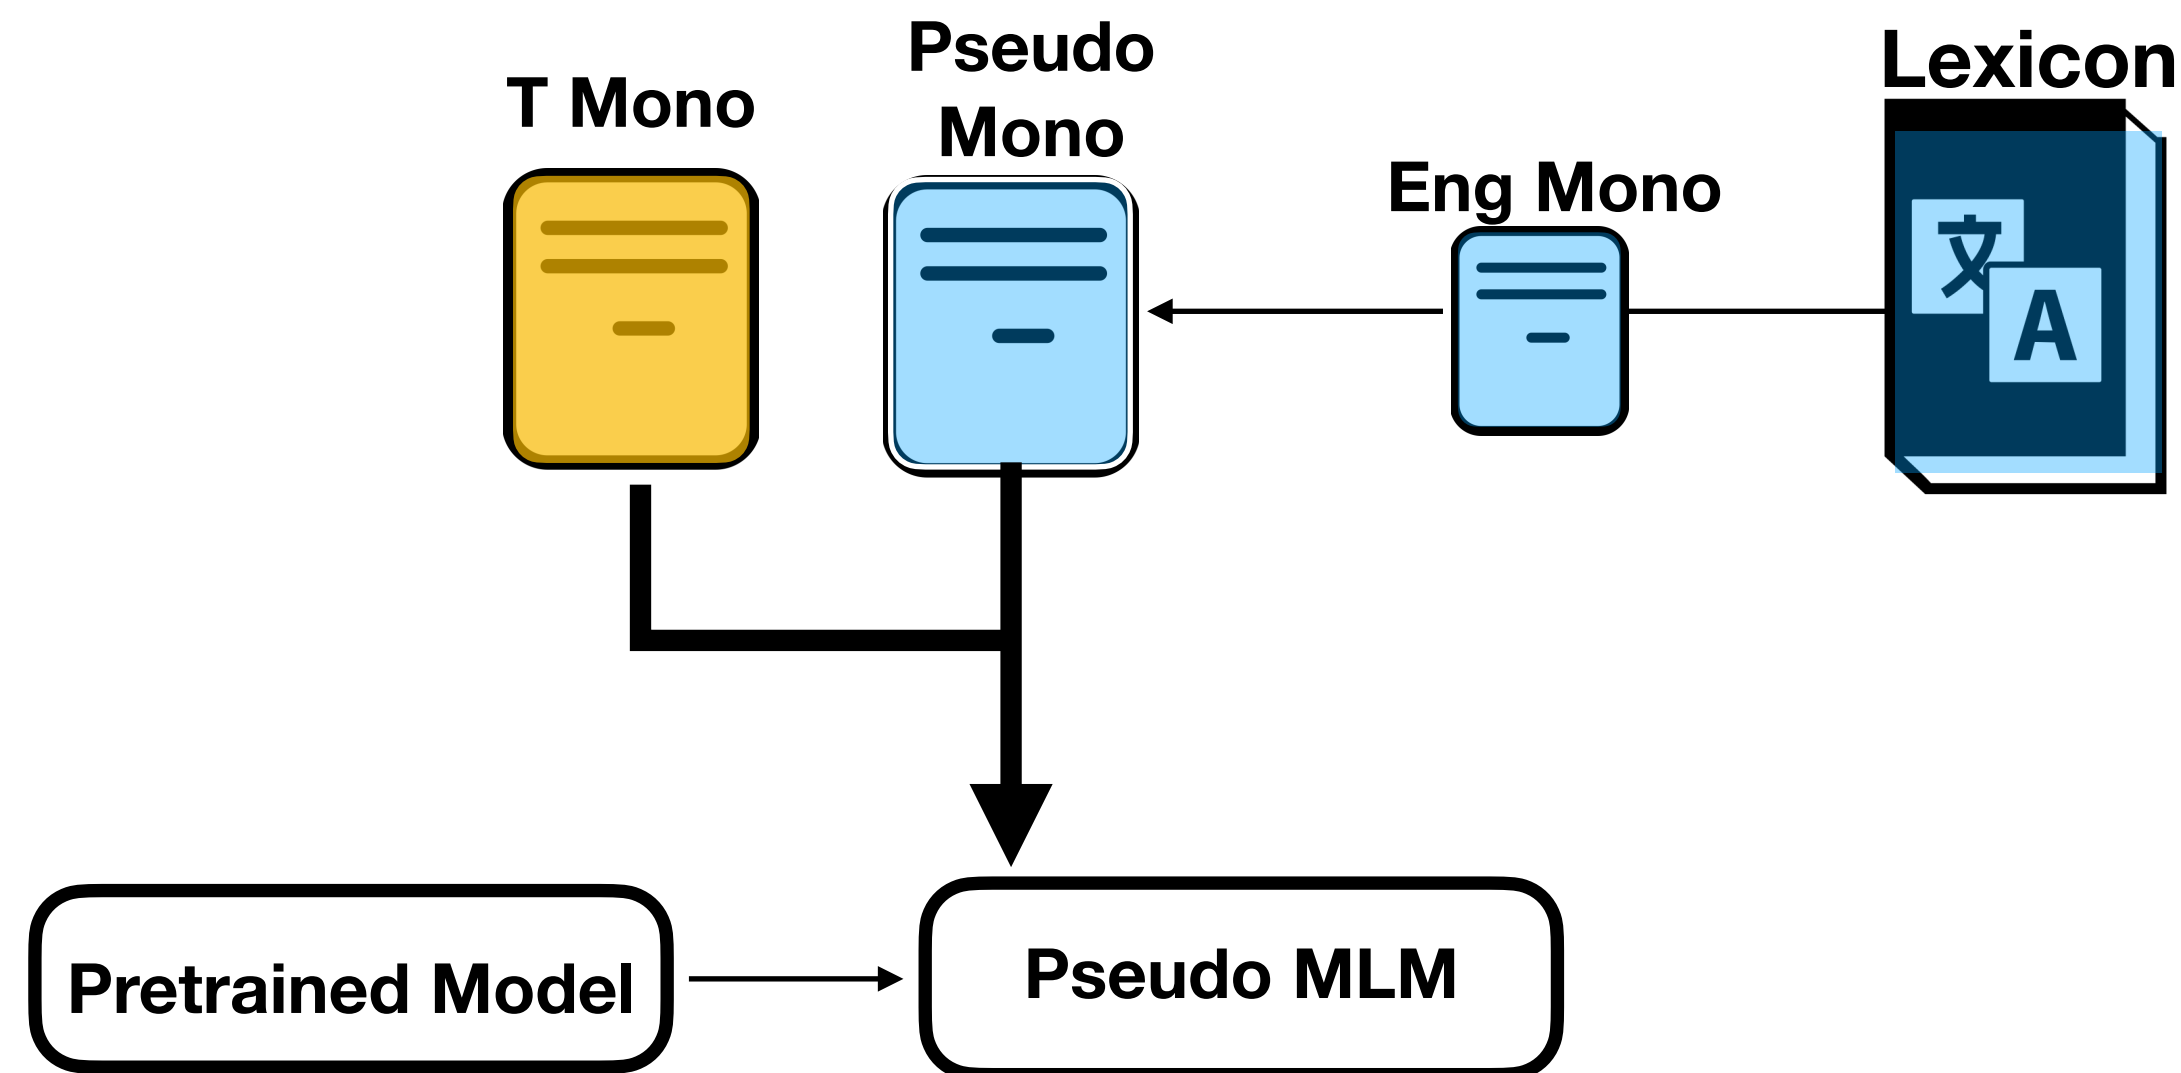 T Mono
Pseudo
Mono
Eng Mono
Lexicon
文
A
Pretrained Model
Pseudo MLM